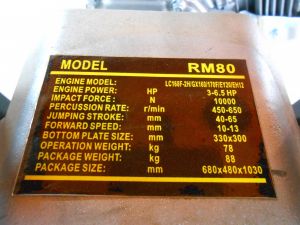 MODEL RM80
ENGINE MODEL: LC168F-2H/GX160/170F/E120/EH12
ENGINE POWER: HP 3-6.5 HP
IMPACT FORCE : N 10000
PERCUSSION RATE: r/min 450-650
JUMPING STROKE: mm 40-65
FORWARD SPEED: mm 10-13
BOTTOM PLATE SIZE: mm 330x300
OPERATION WEIGHT: kg 78
PACKAGE WEIGHT: kg 88
PACKAGE SIZE: mm 680x480x1030